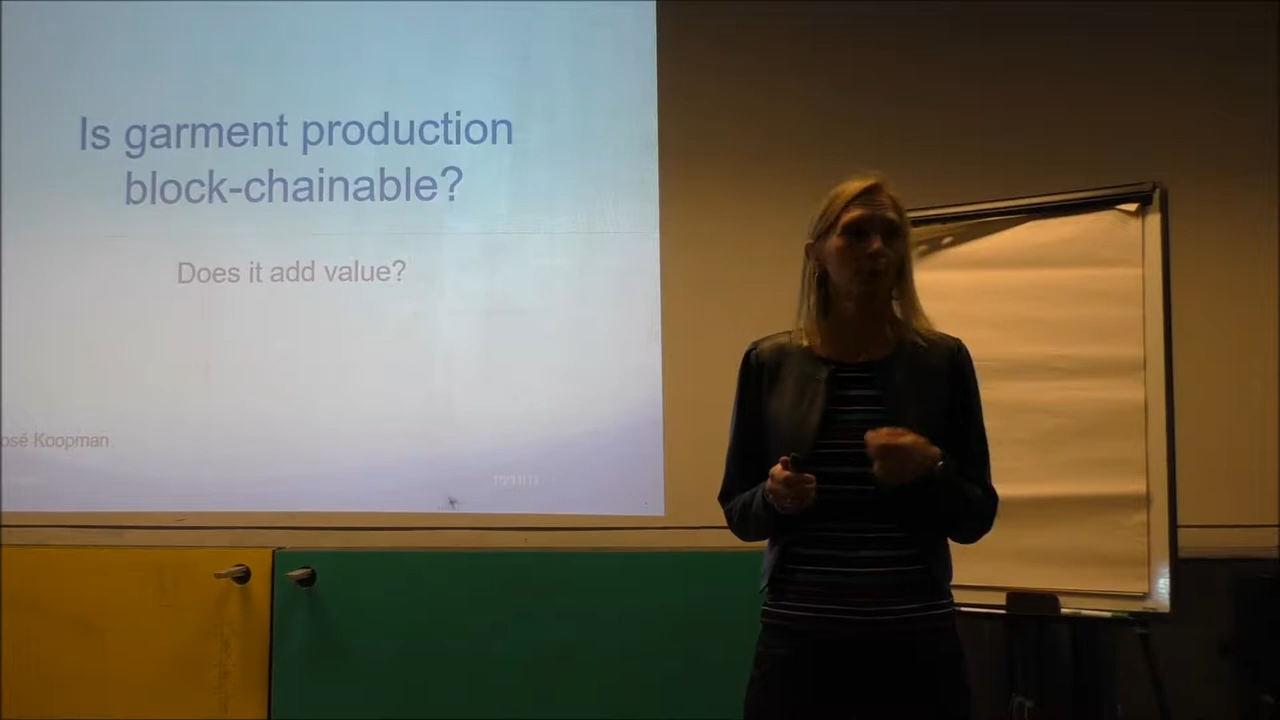 Is garment production
block-chainable?
Does it add value?
osé Koopman